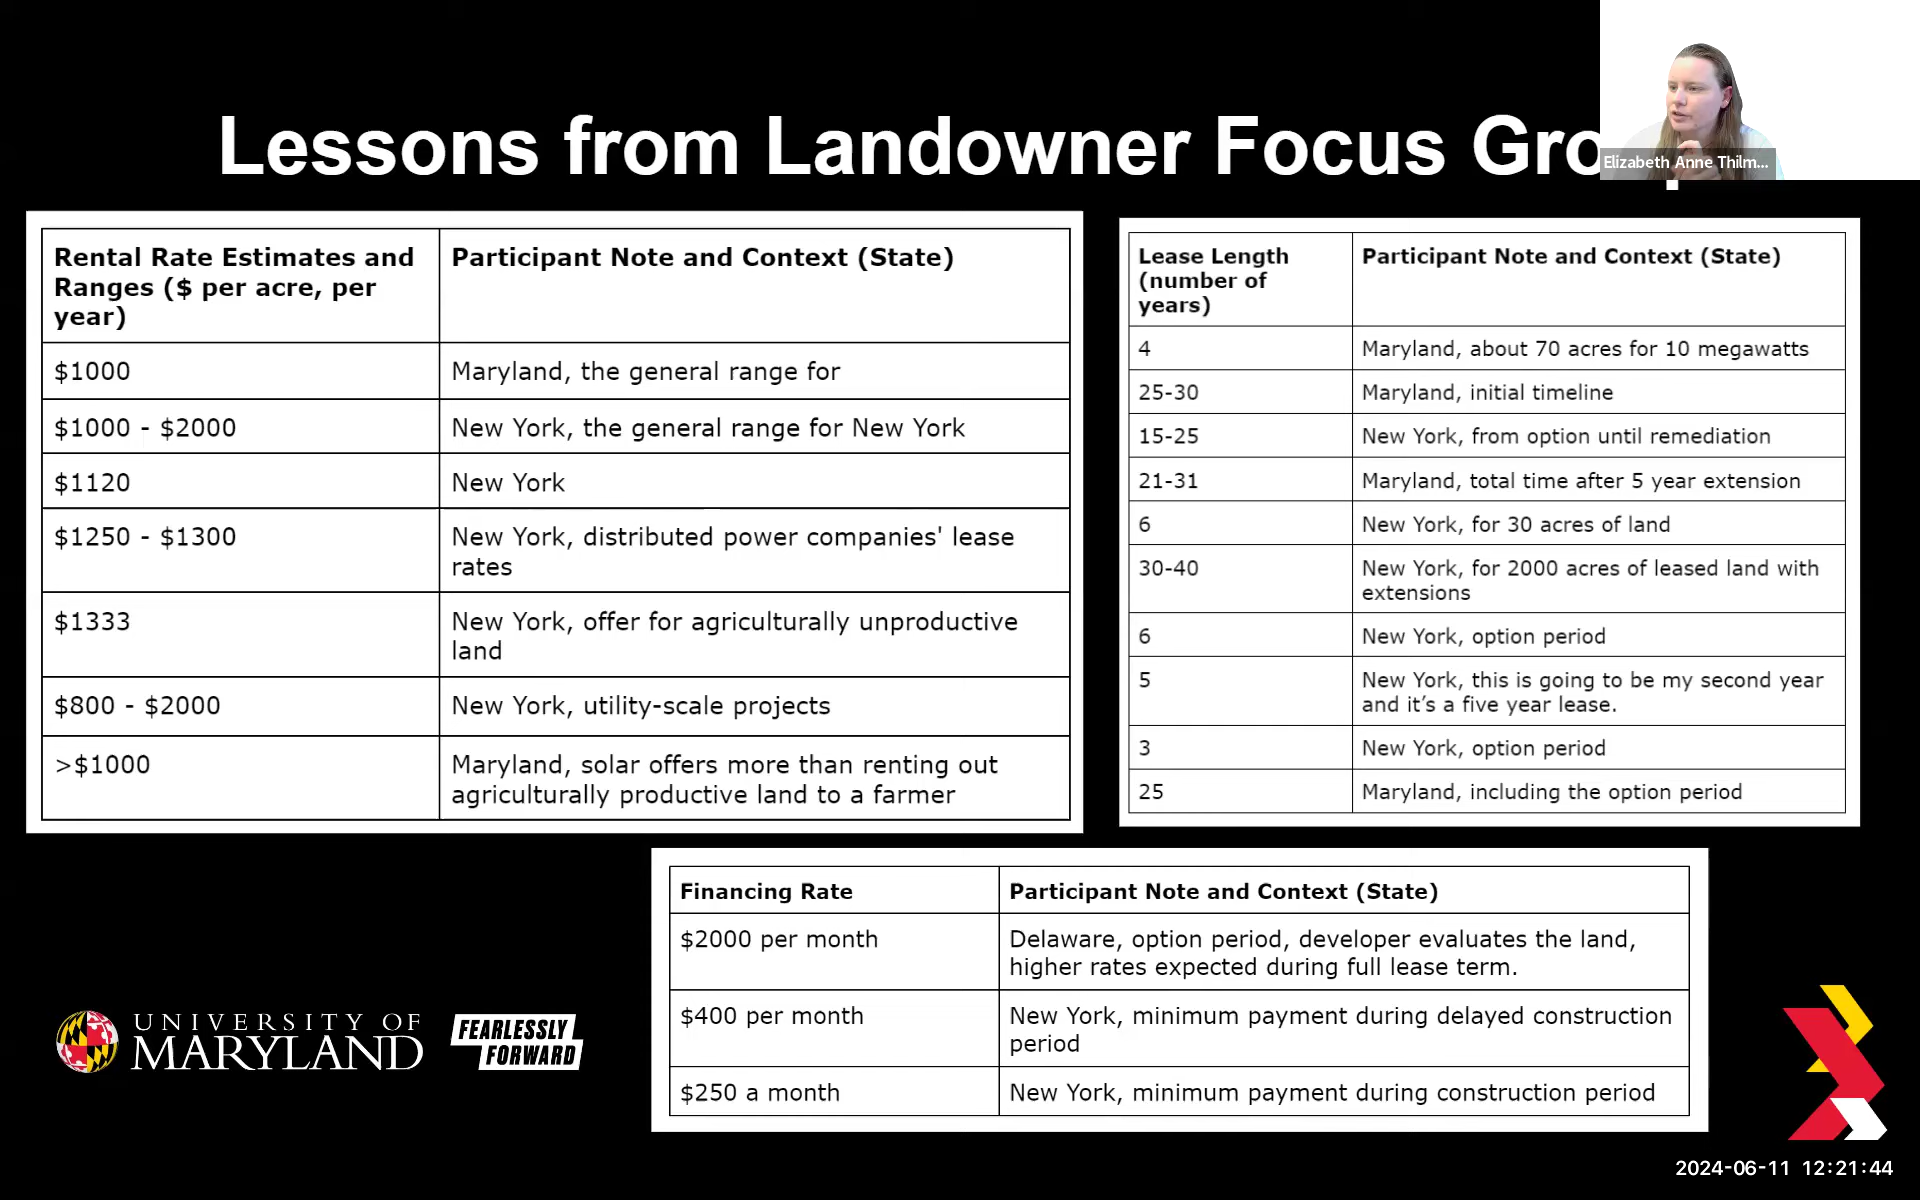 Lessons from Landowner Focus Gro
Elizabeth Anne Thilm...
Rental Rate Estimates and
Ranges ($ per acre, per
year)
Participant Note and Context (State)
$1000
Maryland, the general range for
$1000 - $2000
New York, the general range for New York
$1120
New York
$1250 - $1300
New York, distributed power companies' lease
rates
$1333
New York, offer for agriculturally unproductive
land
$800 - $2000
New York, utility-scale projects
>$1000
Maryland, solar offers more than renting out
agriculturally productive land to a farmer
Lease Length
(number of
years)
Participant Note and Context (State)
4
Maryland, about 70 acres for 10 megawatts
25-30
Maryland, initial timeline
15-25
New York, from option until remediation
21-31
Maryland, total time after 5 year extension
6
New York, for 30 acres of land
30-40
New York, for 2000 acres of leased land with
extensions
6
New York, option period
5
New York, this is going to be my second year
and it’s a five year lease.
3
New York, option period
25
Maryland, including the option period
Financing Rate
Participant Note and Context (State)
$2000 per month
Delaware, option period, developer evaluates the land,
higher rates expected during full lease term.
$400 per month
New York, minimum payment during delayed construction
period
$250 a month
New York, minimum payment during construction period
UNIVERSITY OF
MARYLAND
FEARLESSLY
FORWARD
2024-06-11 12:21:44